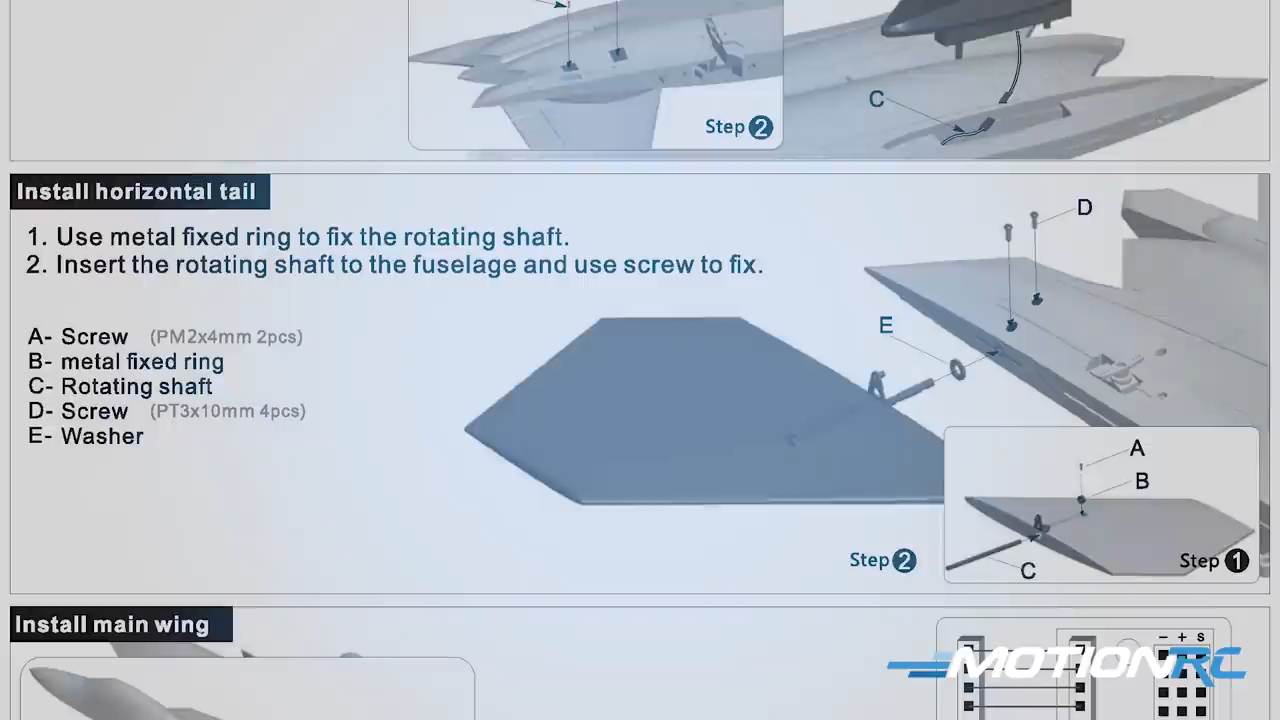 Step 2
C
Install horizontal tail
1. Use metal fixed ring to fix the rotating shaft.
2. Insert the rotating shaft to the fuselage and use screw to fix.
A- Screw (PM2x4mm 2pcs)
B- metal fixed ring
C- Rotating shaft
D- Screw (PT3x10mm 4pcs)
E- Washer
D
E
Step 2
A
B
C
Step 1
Install main wing
- + s
MOTION RC